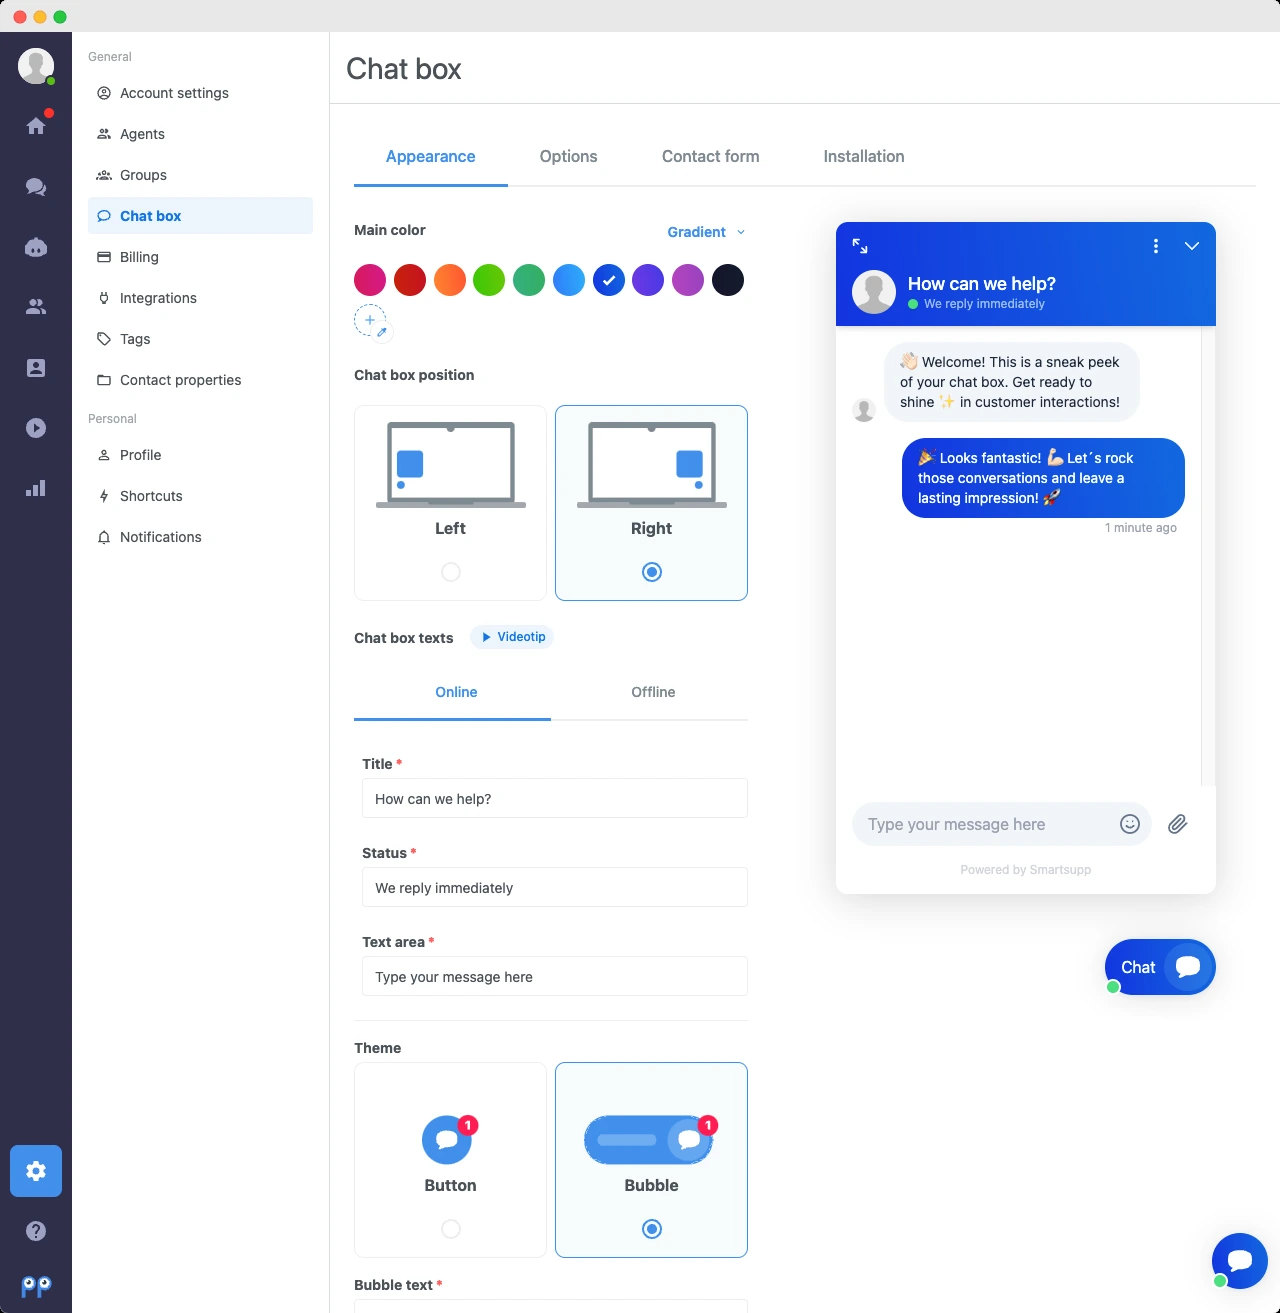 General
Account settings
Agents
Groups
Chat box
Billing
Integrations
Tags
Contact properties
Personal
Profile
Shortcuts
Notifications
Chat box
Appearance
Options
Contact form
Installation
Main color
Gradient
Chat box position
Left
Right
Chat box texts
Videotip
Online
Offline
Title *
How can we help?
Status *
We reply immediately
Text area *
Type your message here
Theme
1
Button
1
Bubble
Bubble text *
How can we help?
We reply immediately
👋🏻 Welcome! This is a sneak peek
of your chat box. Get ready to
shine ✨ in customer interactions!
🎉 Looks fantastic! 💪🏻 Let´s rock
those conversations and leave a
lasting impression! 🚀
1 minute ago
Type your message here
Powered by Smartsupp
Chat